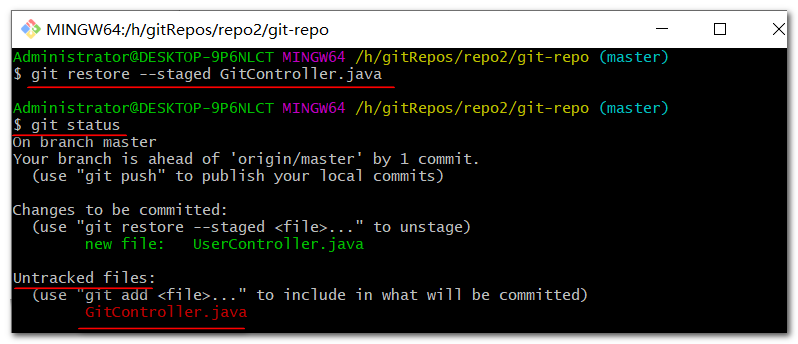 MINGW64:/h/gitRepos/repo2/git-repo
Administrator@DESKTOP-9P6NLCT MINGW64 /h/gitRepos/repo2/git-repo (master)
$ git restore --staged GitController.java
Administrator@DESKTOP-9P6NLCT MINGW64 /h/gitRepos/repo2/git-repo (master)
$ git status
On branch master
Your branch is ahead of 'origin/master' by 1 commit.
  (use "git push" to publish your local commits)
Changes to be committed:
  (use "git restore --staged <file>..." to unstage)
        new file:   UserController.java
Untracked files:
  (use "git add <file>..." to include in what will be committed)
        GitController.java